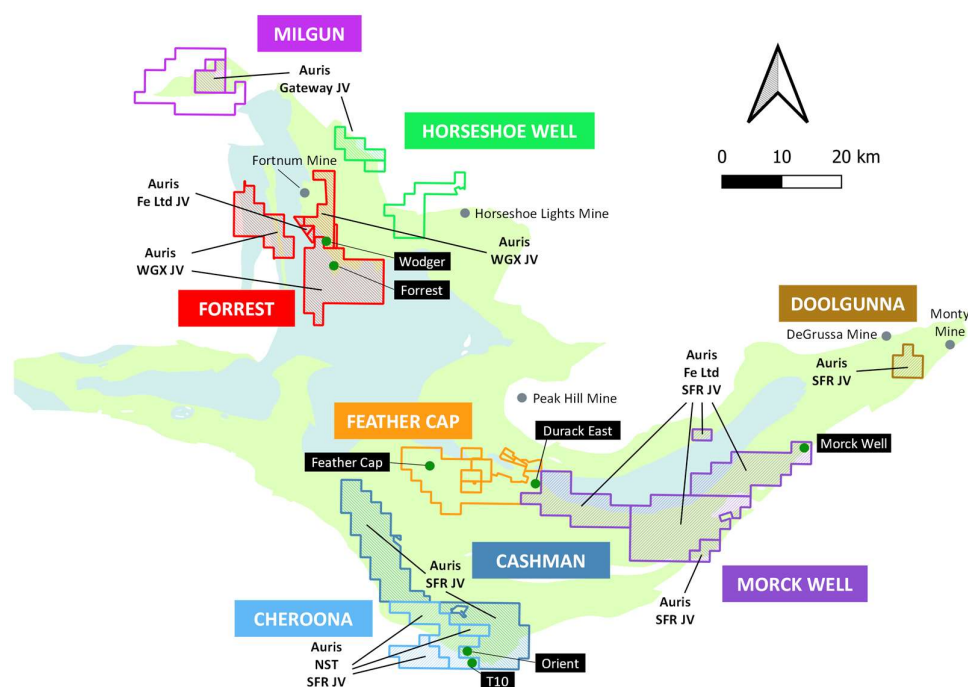 MILGUN
Auris
Gateway JV
HORSESHOE WELL
0 10 20 km
Fortnum Mine
Auris
Fe Ltd JV
Horseshoe Lights Mine
Auris
WGX JV
Auris
WGX JV
Wodger
Forrest
FORREST
DOOLGUNNA
Monty
Mine
DeGrussa Mine
Auris
Fe Ltd
SFR JV
Auris
SFR JV
Peak Hill Mine
FEATHER CAP
Durack East
Morck Well
Feather Cap
CASHMAN
Auris
SFR JV
MORCK WELL
Auris
SFR JV
CHEROONA
Auris
NST
SFR JV
Orient
T10